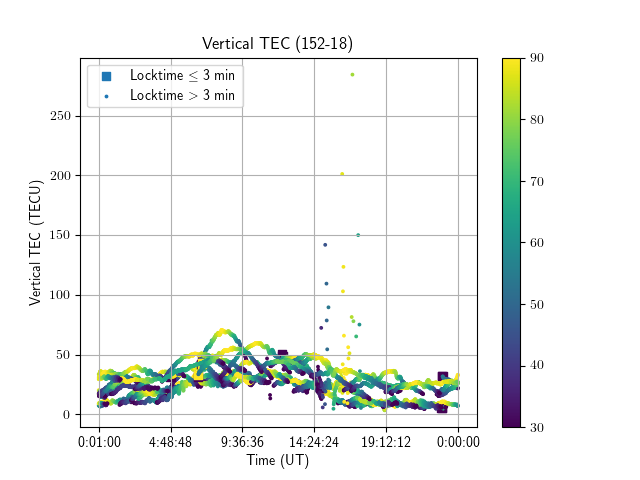 Vertical TEC (152-18)
Locktime ≤ 3 min
Locktime > 3 min
Vertical TEC (TECU)
250
200
150
100
50
0
0:01:00 4:48:48 9:36:36 14:24:24 19:12:12 0:00:00
Time (UT)
90
80
70
60
50
40
30